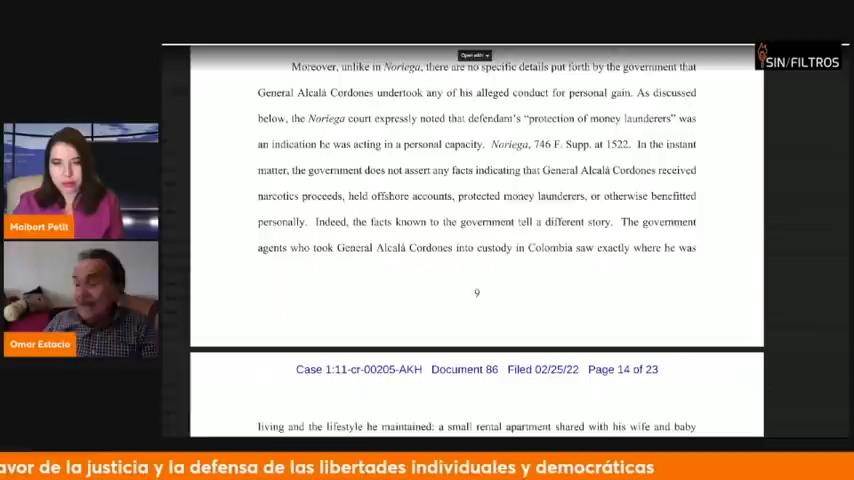 Open with
SIN/FILTROS
Moreover, unlike in Noriega, there are no specific details put forth by the government that
General Alcalá Cordones undertook any of his alleged conduct for personal gain. As discussed
below, the Noriega court expressly noted that defendant's "protection of money launderers" was
an indication he was acting in a personal capacity. Noriega, 746 F. Supp. at 1522. In the instant
matter, the government does not assert any facts indicating that General Alcalá Cordones received
narcotics proceeds, held offshore accounts, protected money launderers, or otherwise benefitted
personally. Indeed, the facts known to the government tell a different story. The government
agents who took General Alcalá Cordones into custody in Colombia saw exactly where he was
9
Case 1:11-cr-00205-AKH Document 86 Filed 02/25/22 Page 14 of 23
living and the lifestyle he maintained: a small rental apartment shared with his wife and baby
Maibort Petit
Omar Estacio
avor de la justicia y la defensa de las libertades individuales y democráticas